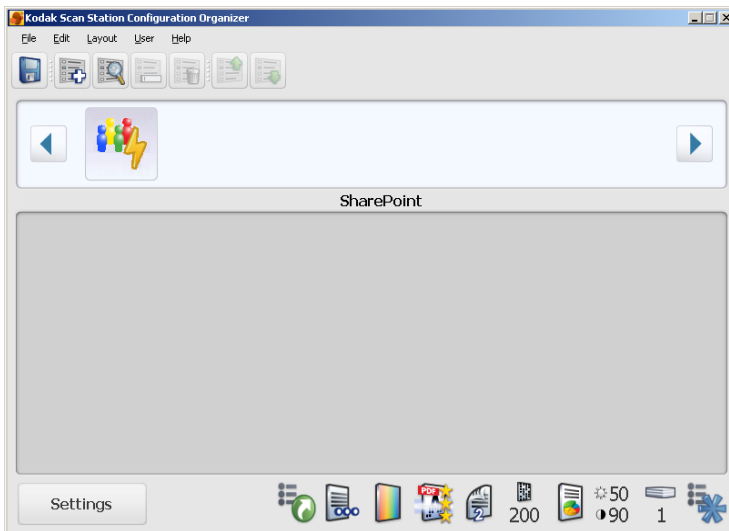 Kodak Scan Station Configuration Organizer
File Edit Layout User Help
SharePoint
Settings
PDF
2
200
50
90
1